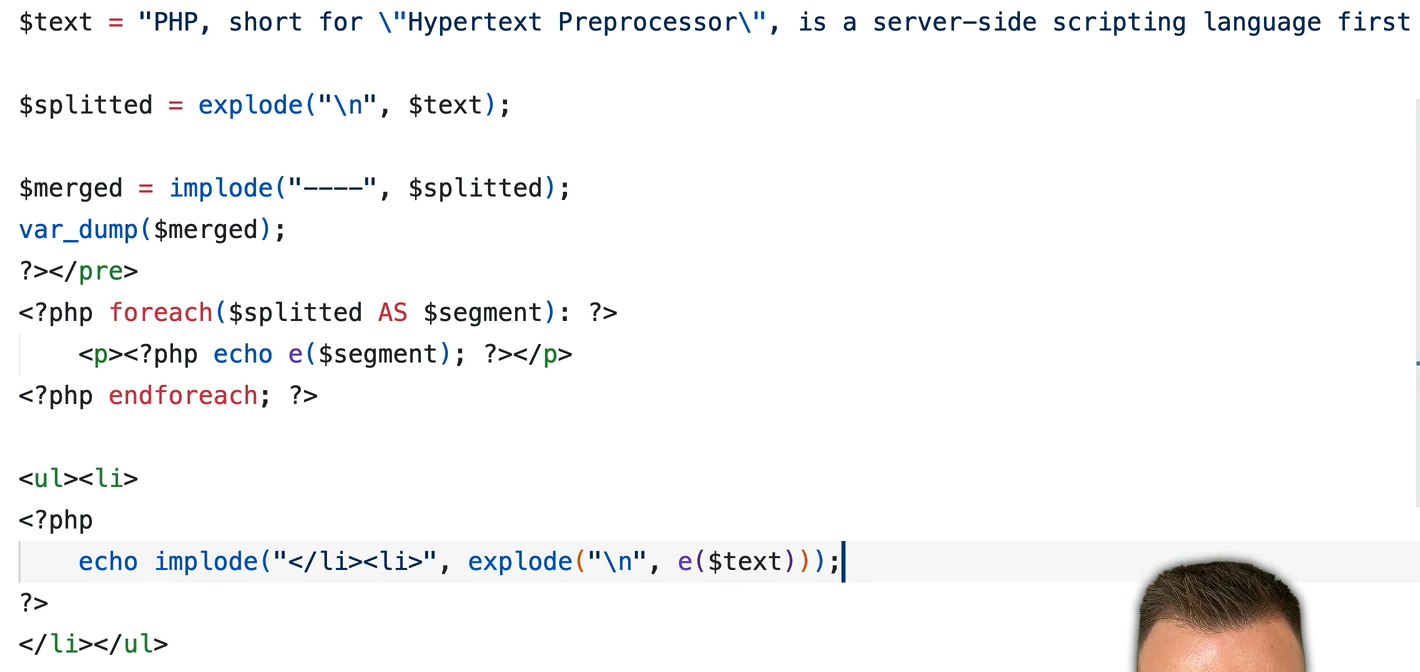 $text = "PHP, short for \"Hypertext Preprocessor\", is a server-side scripting language first
$splitted = explode("\n", $text);
$merged = implode("----", $splitted);
var_dump($merged);
?></pre>
<?php foreach($splitted AS $segment): ?>
    <p><?php echo e($segment); ?></p>
<?php endforeach; ?>
<ul><li>
<?php
    echo implode("</li><li>", explode("\n", e($text)));
?>
</li></ul>